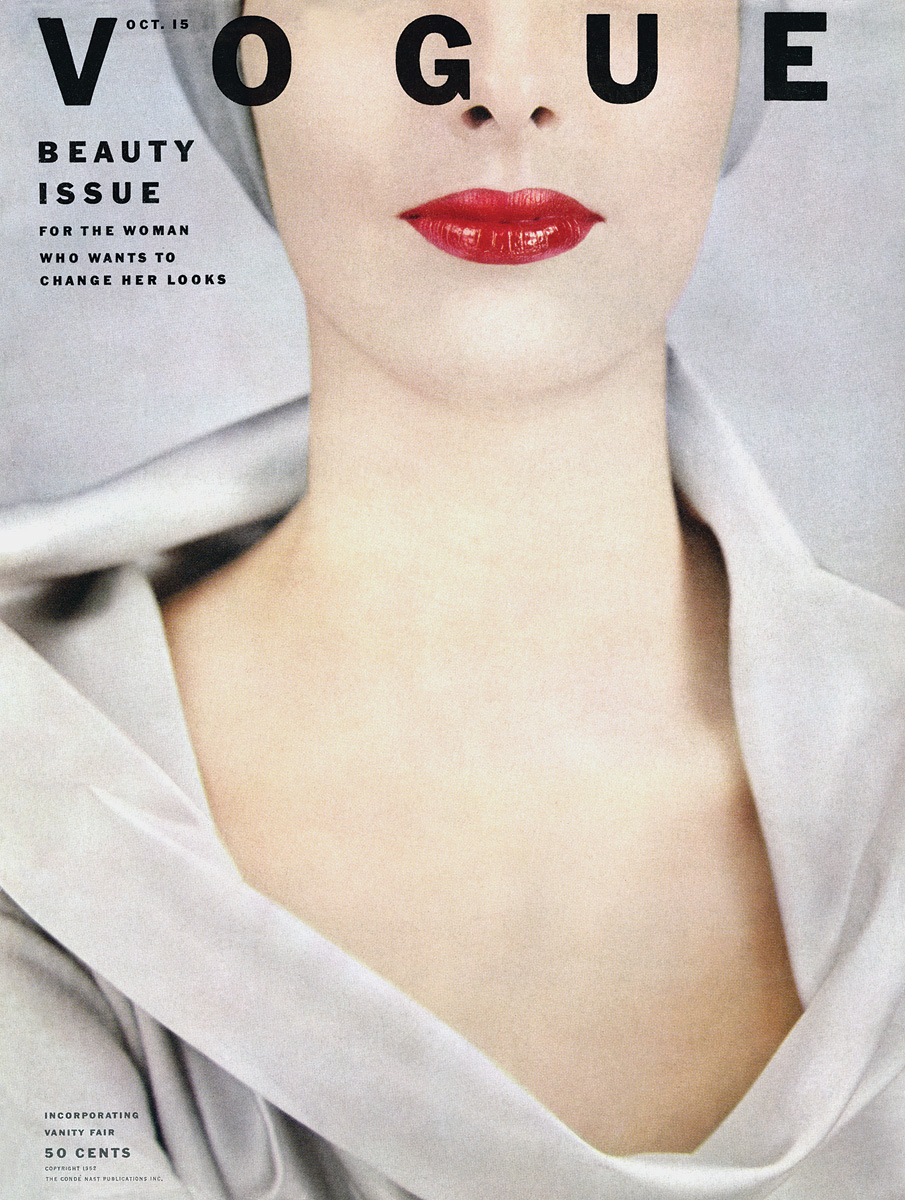 VOGUE
OCT. 15
BEAUTY
ISSUE
FOR THE WOMAN
WHO WANTS TO
CHANGE HER LOOKS
INCORPORATING
VANITY FAIR
50 CENTS
COPYRIGHT 1952
THE CONDÉ NAST PUBLICATIONS INC.